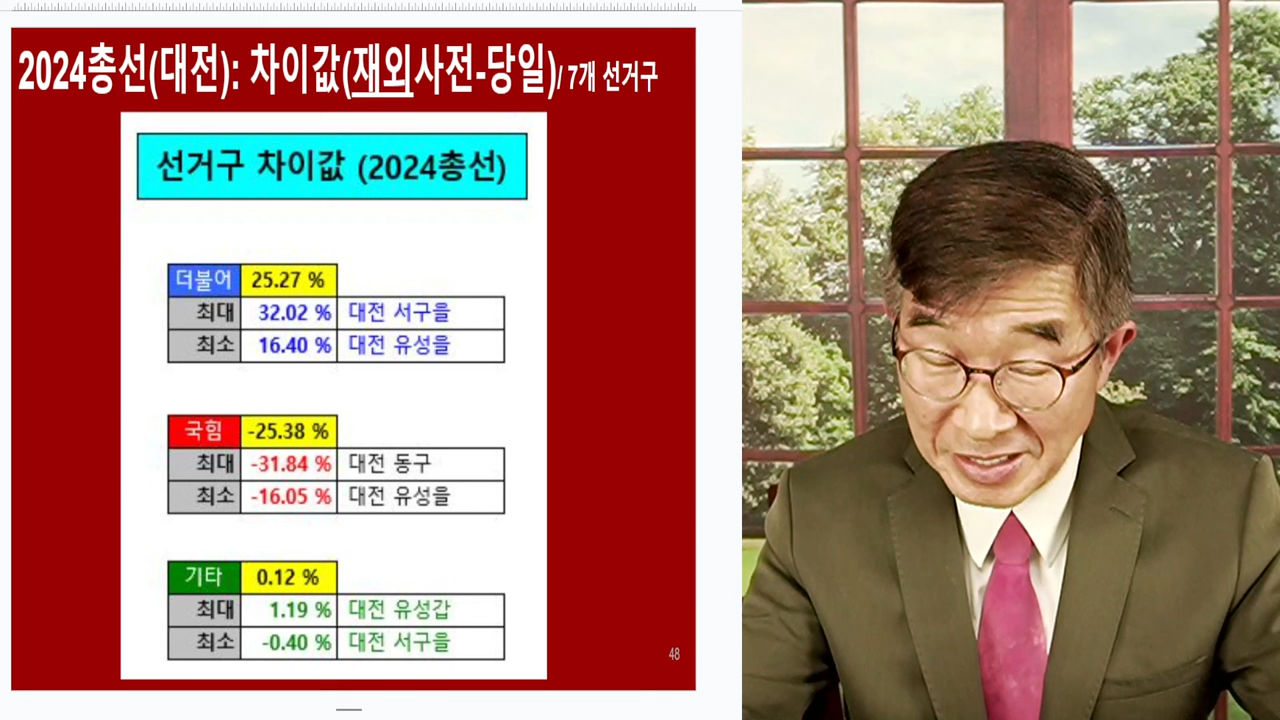 2024총선(대전): 차이값(재외사전-당일)/ 7개 선거구
선거구 차이값 (2024총선)
더불어 25.27 %
최대 32.02 % 대전 서구을
최소 16.40 % 대전 유성을
국힘 -25.38 %
최대 -31.84 % 대전 동구
최소 -16.05 % 대전 유성을
기타 0.12 %
최대 1.19 % 대전 유성갑
최소 -0.40 % 대전 서구을
48